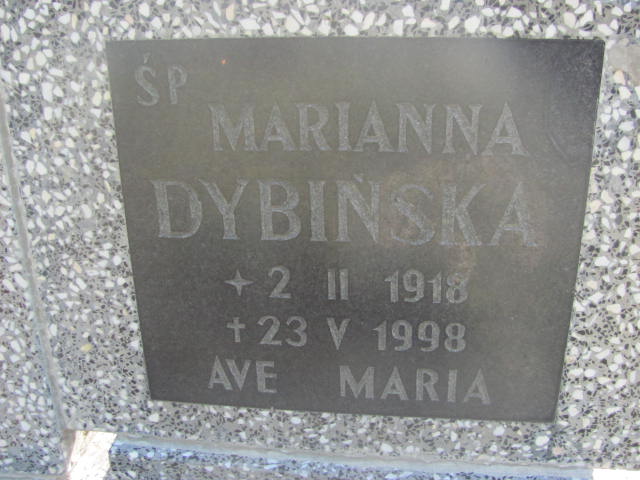 ŚP
MARIANNA
DYBIŃSKA
2 II 1918
† 23 V 1998
AVE MARIA